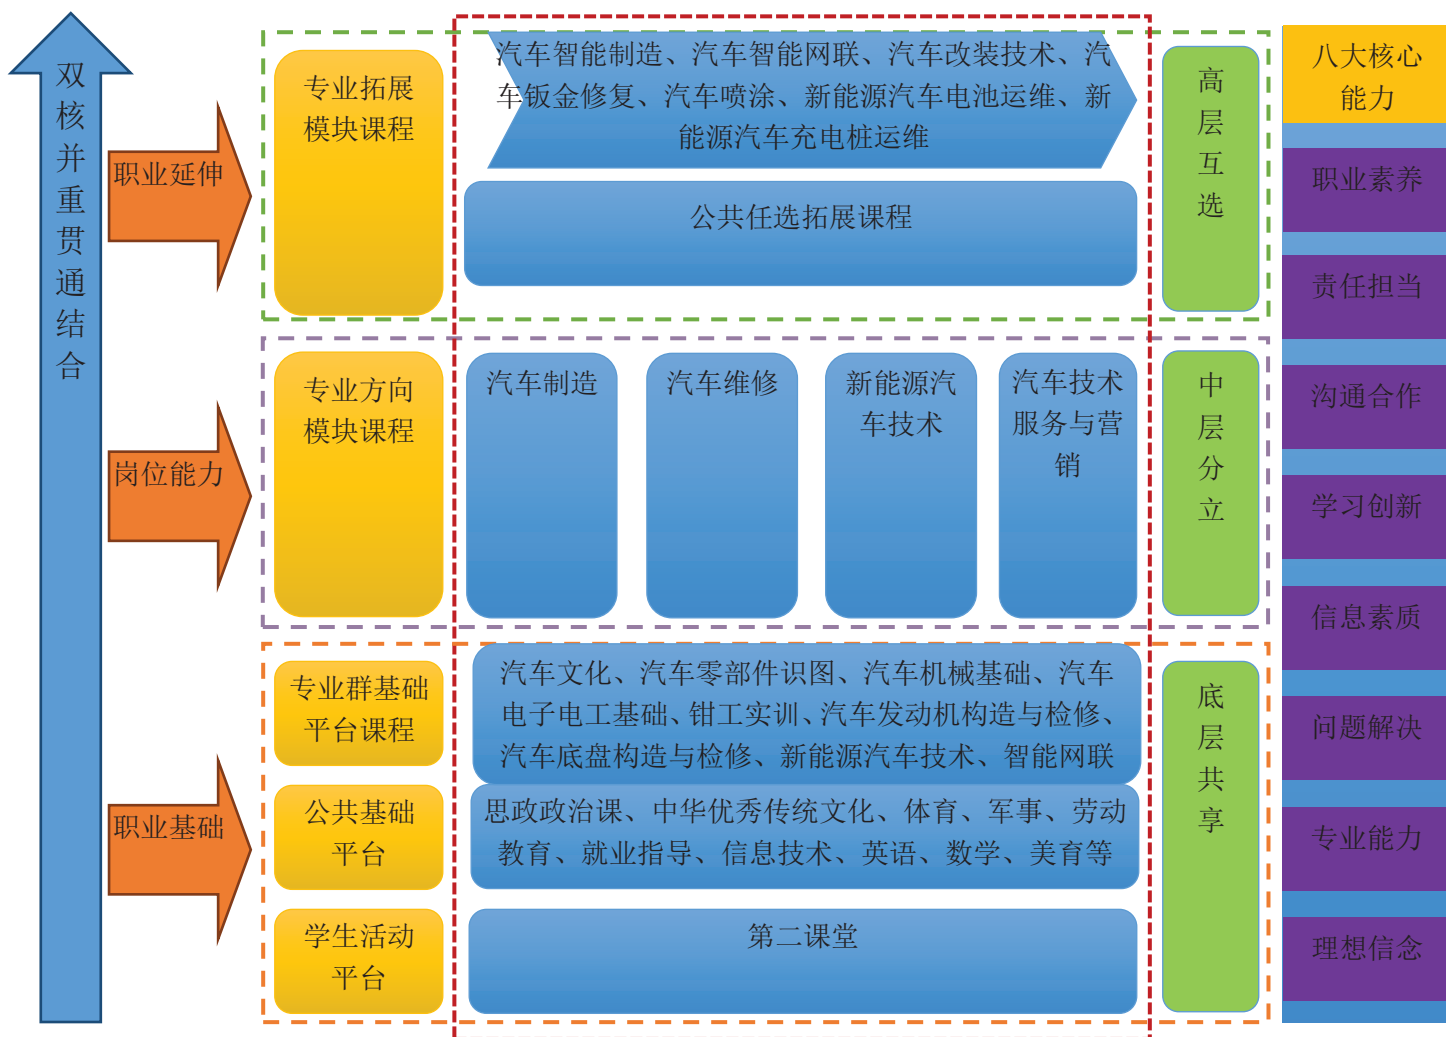 双核并重贯通结合
职业延伸
专业拓展
模块课程
汽车智能制造、汽车智能网联、汽车改装技术、汽
车钣金修复、汽车喷涂、新能源汽车电池运维、新
能源汽车充电桩运维
公共任选拓展课程
高层互选
岗位能力
专业方向
模块课程
汽车制造
汽车维修
新能源汽
车技术
汽车技术
服务与营
销
中层分立
职业基础
专业群基础
平台课程
汽车文化、汽车零部件识图、汽车机械基础、汽车
电子电工基础、钳工实训、汽车发动机构造与检修、
汽车底盘构造与检修、新能源汽车技术、智能网联
公共基础
平台
思政政治课、中华优秀传统文化、体育、军事、劳动
教育、就业指导、信息技术、英语、数学、美育等
学生活动
平台
第二课堂
底层共享
八大核心
能力
职业素养
责任担当
沟通合作
学习创新
信息素质
问题解决
专业能力
理想信念